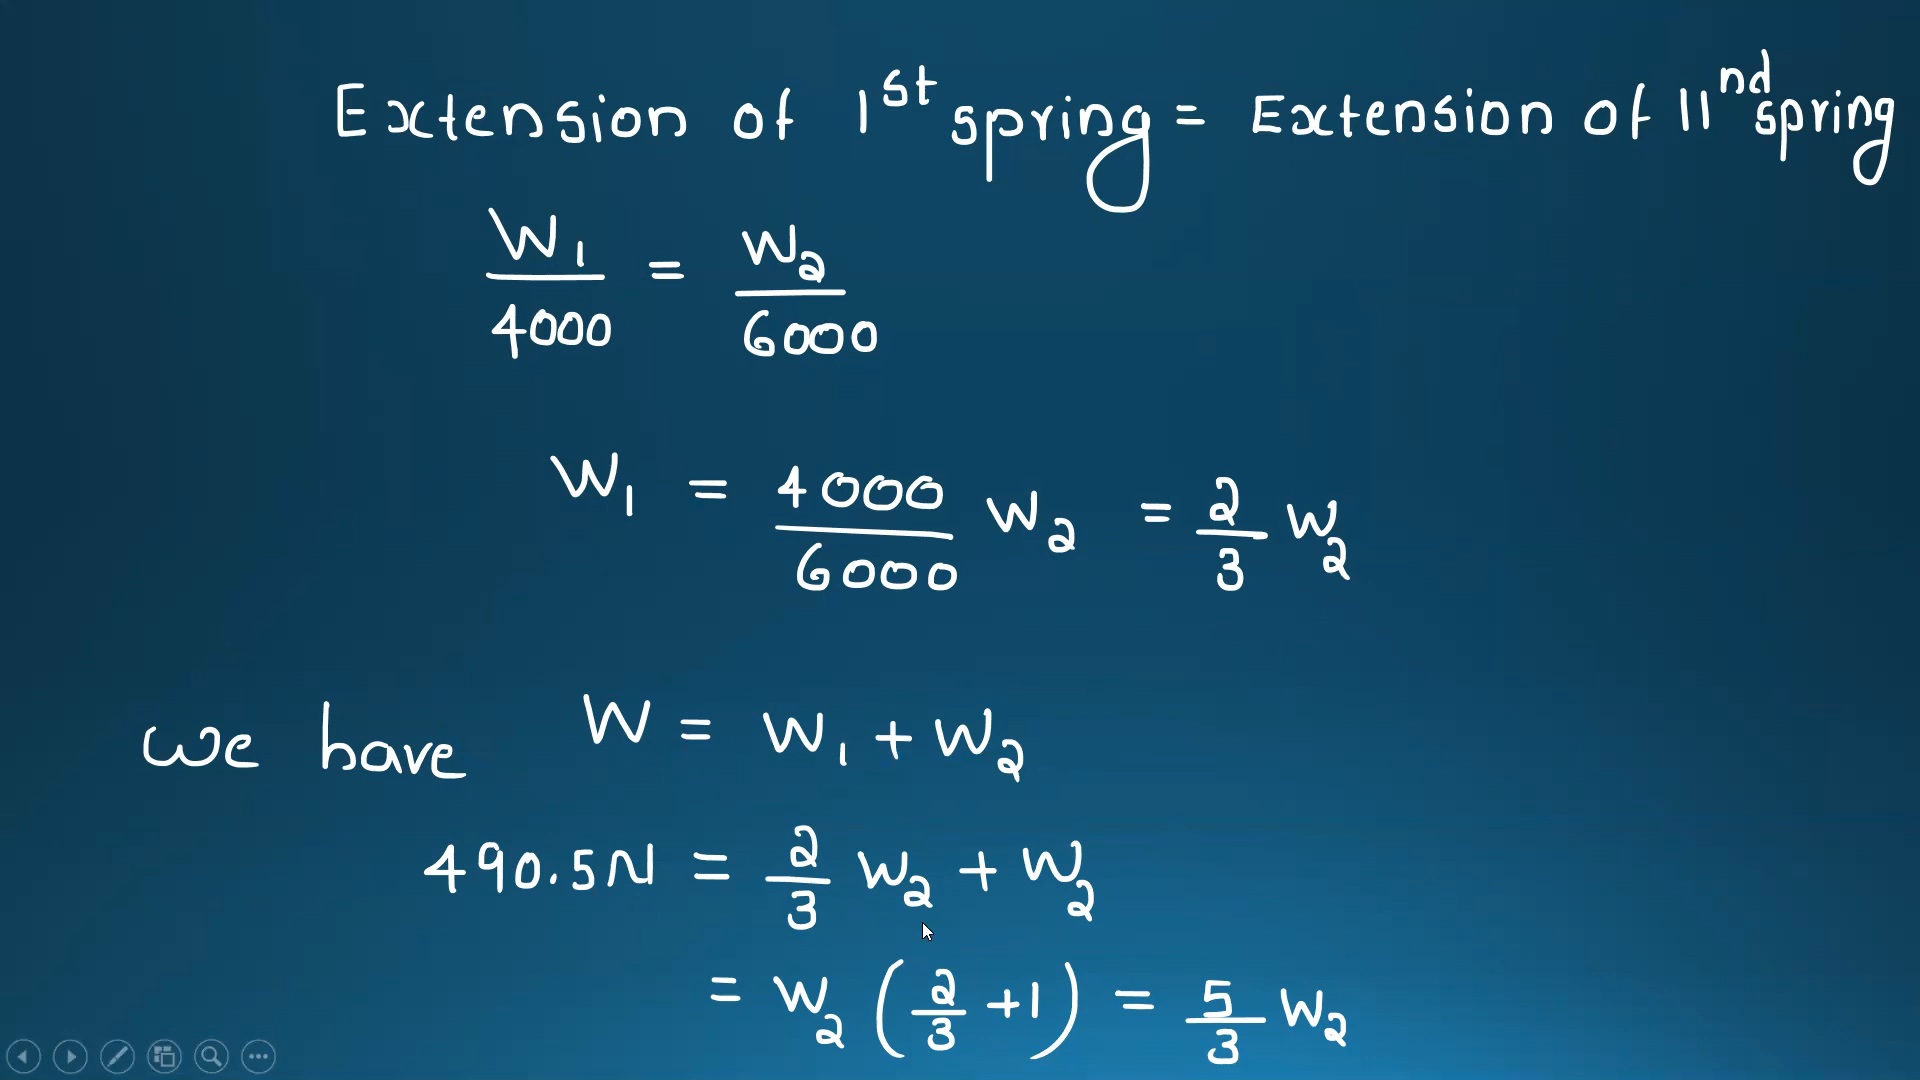 Extension of 1st spring = Extension of IInd spring
W1/4000 = W2/6000
W1 = 4000/6000 W2 = 2/3 W2
we have W = W1 + W2
490.5N = 2/3 W2 + W2
= W2 (2/3 + 1) = 5/3 W2